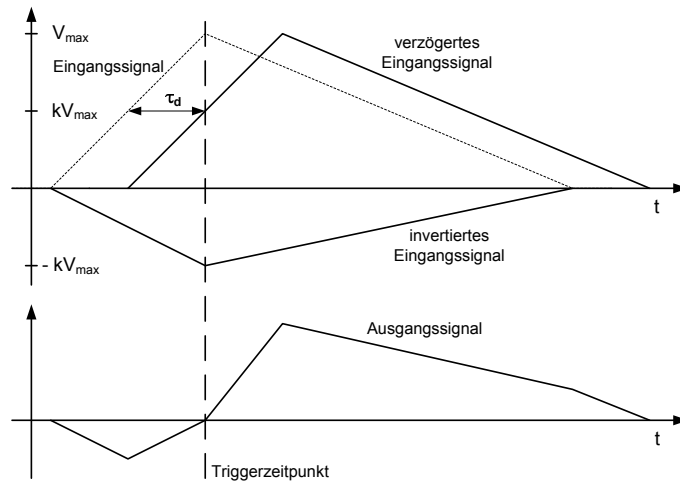 V_max
Eingangssignal
verzögertes
Eingangssignal
τ_d
kV_max
t
invertiertes
Eingangssignal
- kV_max
Ausgangssignal
t
Triggerzeitpunkt